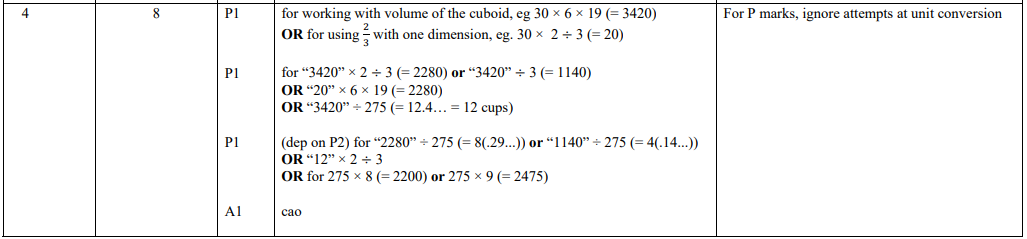 4 8 P1 for working with volume of the cuboid, eg 30 × 6 × 19 (= 3420) For P marks, ignore attempts at unit conversion
OR for using 2/3 with one dimension, eg. 30 × 2 ÷ 3 (= 20)
P1 for “3420” × 2 ÷ 3 (= 2280) or “3420” ÷ 3 (= 1140)
OR “20” × 6 × 19 (= 2280)
OR “3420” ÷ 275 (= 12.4… = 12 cups)
P1 (dep on P2) for “2280” ÷ 275 (= 8(.29...)) or “1140” ÷ 275 (= 4(.14...))
OR “12” × 2 ÷ 3
OR for 275 × 8 (= 2200) or 275 × 9 (= 2475)
A1 cao